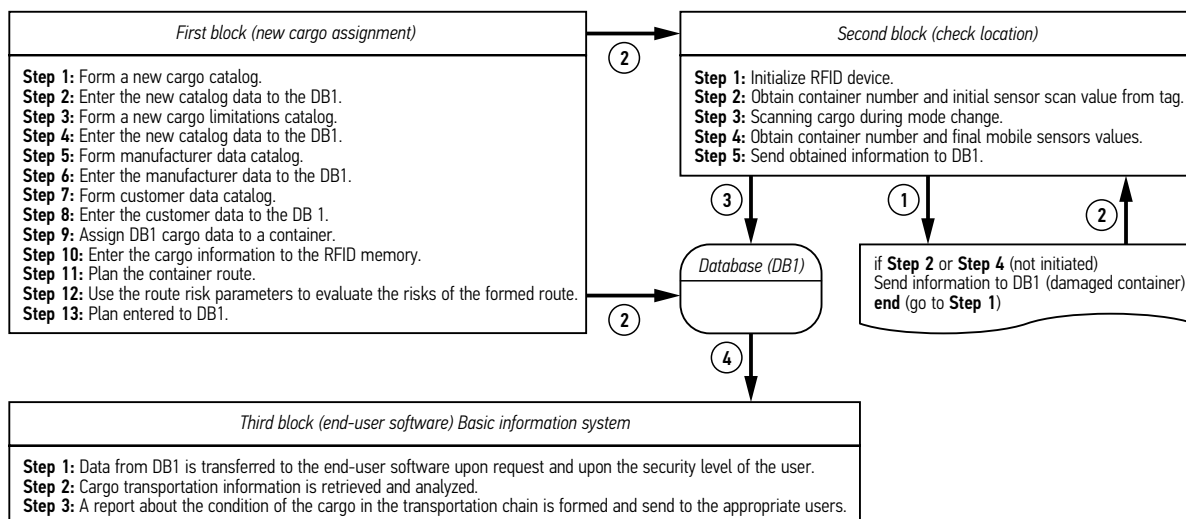 First block (new cargo assignment)
Step 1: Form a new cargo catalog.
Step 2: Enter the new catalog data to the DB1.
Step 3: Form a new cargo limitations catalog.
Step 4: Enter the new catalog data to the DB1.
Step 5: Form manufacturer data catalog.
Step 6: Enter the manufacturer data to the DB1.
Step 7: Form customer data catalog.
Step 8: Enter the customer data to the DB 1.
Step 9: Assign DB1 cargo data to a container.
Step 10: Enter the cargo information to the RFID memory.
Step 11: Plan the container route.
Step 12: Use the route risk parameters to evaluate the risks of the formed route.
Step 13: Plan entered to DB1.
2
Second block (check location)
Step 1: Initialize RFID device.
Step 2: Obtain container number and initial sensor scan value from tag.
Step 3: Scanning cargo during mode change.
Step 4: Obtain container number and final mobile sensors values.
Step 5: Send obtained information to DB1.
3
1
2
Database (DB1)
if Step 2 or Step 4 (not initiated)
Send information to DB1 (damaged container)
end (go to Step 1)
2
4
Third block (end-user software) Basic information system
Step 1: Data from DB1 is transferred to the end-user software upon request and upon the security level of the user.
Step 2: Cargo transportation information is retrieved and analyzed.
Step 3: A report about the condition of the cargo in the transportation chain is formed and send to the appropriate users.